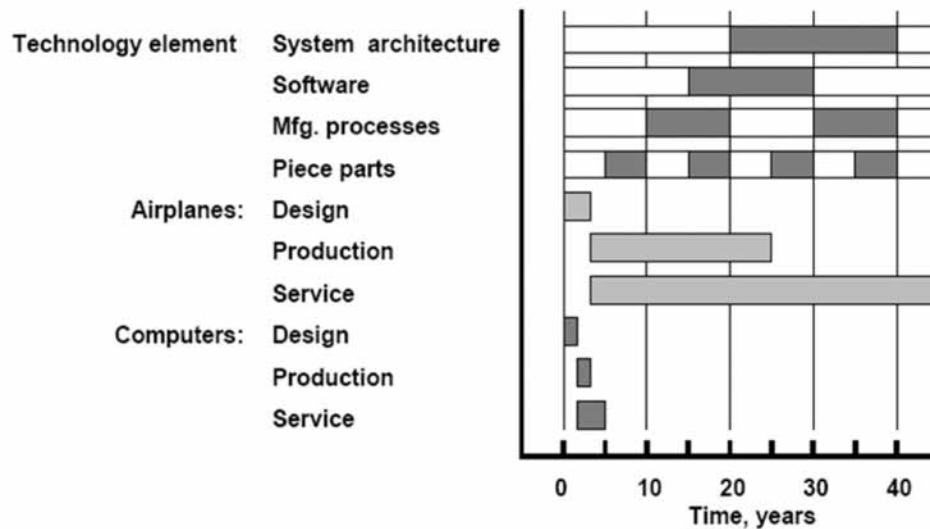 Technology element System architecture
Software
Mfg. processes
Piece parts
Airplanes: Design
Production
Service
Computers: Design
Production
Service
0 10 20 30 40
Time, years